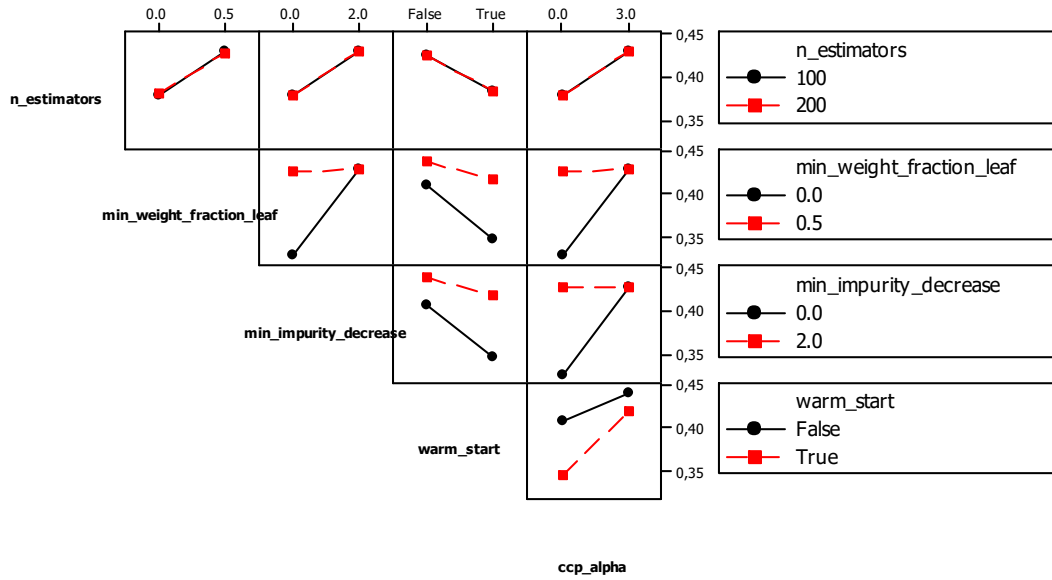 0.0 0.5 0.0 2.0 False True 0.0 3.0
n_estimators
0,45
0,40
0,35
n_estimators
100
200
min_weight_fraction_leaf
0,45
0,40
0,35
min_weight_fraction_leaf
0.0
0.5
min_impurity_decrease
0,45
0,40
0,35
min_impurity_decrease
0.0
2.0
warm_start
0,45
0,40
0,35
warm_start
False
True
ccp_alpha